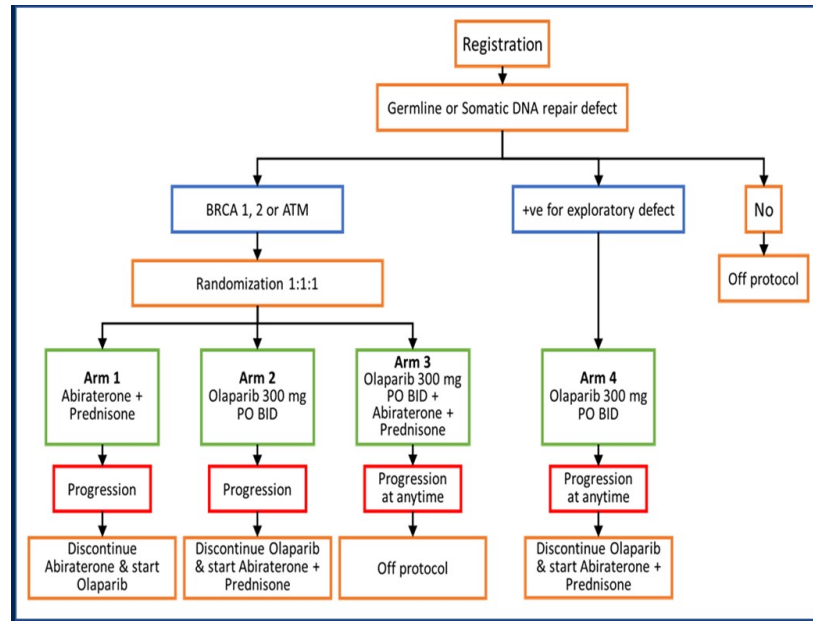 Registration
Germline or Somatic DNA repair defect
BRCA 1, 2 or ATM
+ve for exploratory defect
No
Randomization 1:1:1
Off protocol
Arm 1
Abiraterone +
Prednisone
Arm 2
Olaparib 300 mg
PO BID
Arm 3
Olaparib 300 mg
PO BID +
Abiraterone +
Prednisone
Arm 4
Olaparib 300 mg
PO BID
Progression
Progression
Progression
at anytime
Progression
at anytime
Discontinue
Abiraterone & start
Olaparib
Discontinue Olaparib
& start Abiraterone +
Prednisone
Off protocol
Discontinue Olaparib
& start Abiraterone +
Prednisone